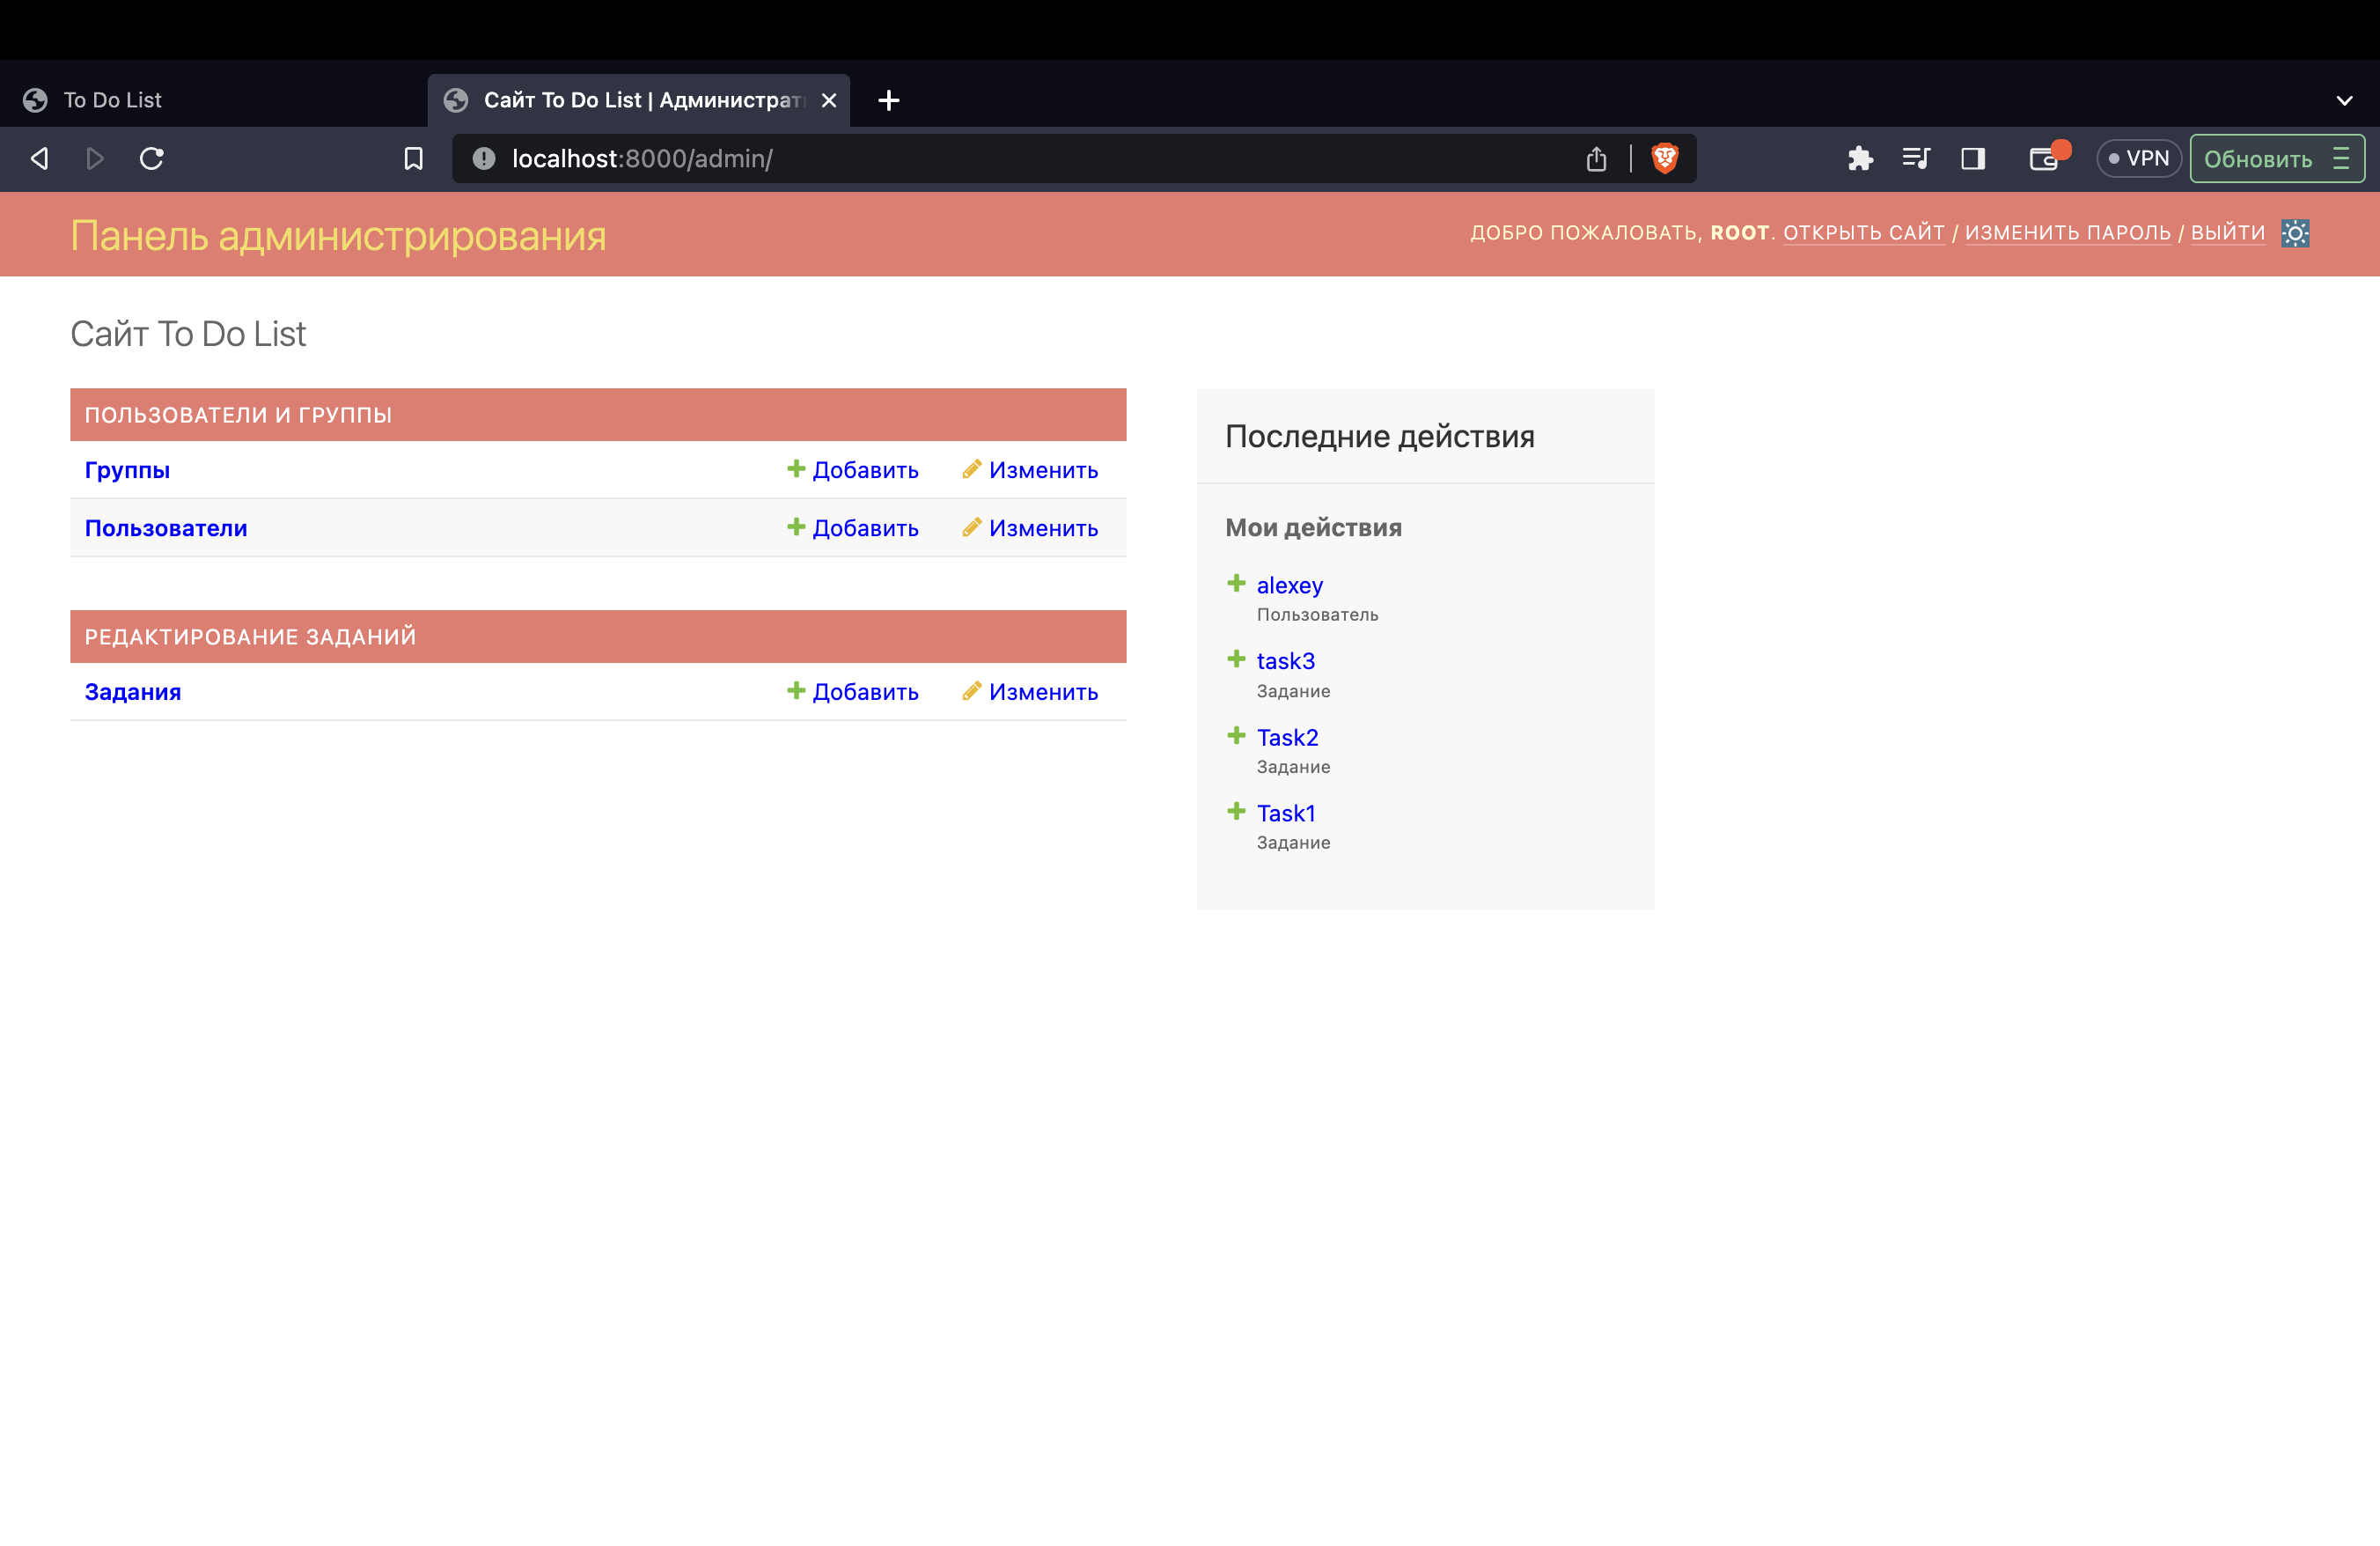 To Do List
Сайт To Do List | Администрат
localhost:8000/admin/
VPN
Обновить
Панель администрирования
ДОБРО ПОЖАЛОВАТЬ, ROOT. ОТКРЫТЬ САЙТ / ИЗМЕНИТЬ ПАРОЛЬ / ВЫЙТИ
Сайт To Do List
ПОЛЬЗОВАТЕЛИ И ГРУППЫ
Группы Добавить Изменить
Пользователи Добавить Изменить
РЕДАКТИРОВАНИЕ ЗАДАНИЙ
Задания Добавить Изменить
Последние действия
Мои действия
alexey
Пользователь
task3
Задание
Task2
Задание
Task1
Задание